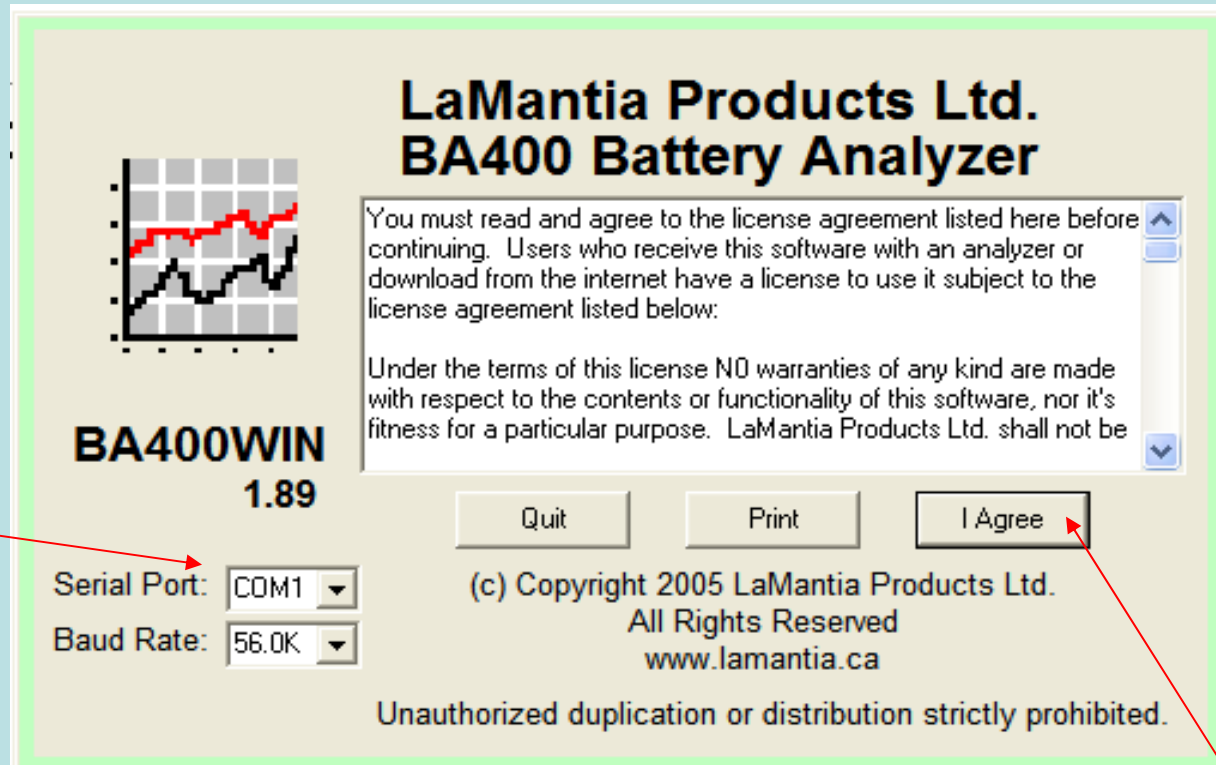 LaMantia Products Ltd.
BA400 Battery Analyzer
You must read and agree to the license agreement listed here before
continuing. Users who receive this software with an analyzer or
download from the internet have a license to use it subject to the
license agreement listed below:
Under the terms of this license NO warranties of any kind are made
with respect to the contents or functionality of this software, nor it's
fitness for a particular purpose. LaMantia Products Ltd. shall not be
BA400WIN
1.89
Quit
Print
I Agree
Serial Port: COM1
Baud Rate: 56.0K
(c) Copyright 2005 LaMantia Products Ltd.
All Rights Reserved
www.lamantia.ca
Unauthorized duplication or distribution strictly prohibited.